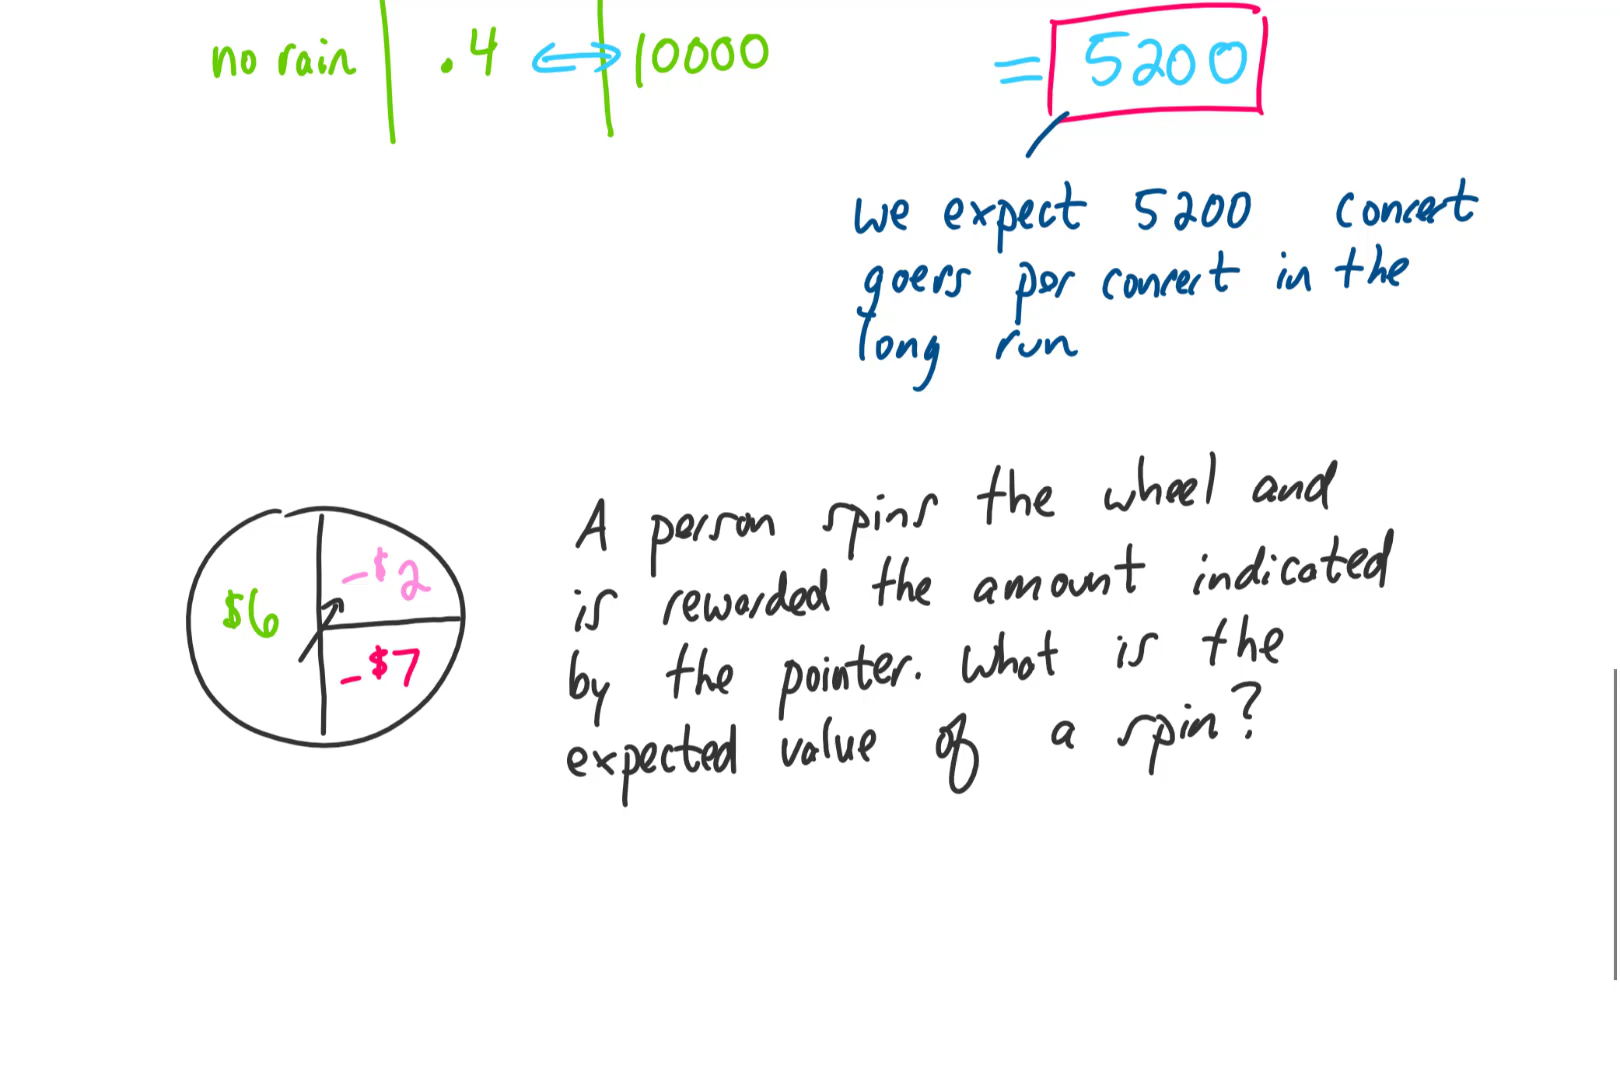 no rain .4 10000
= 5200
we expect 5200 concert
goers per concert in the
long run
A person spins the wheel and
is rewarded the amount indicated
by the pointer. What is the
expected value of a spin?
$6
-$2
-$7